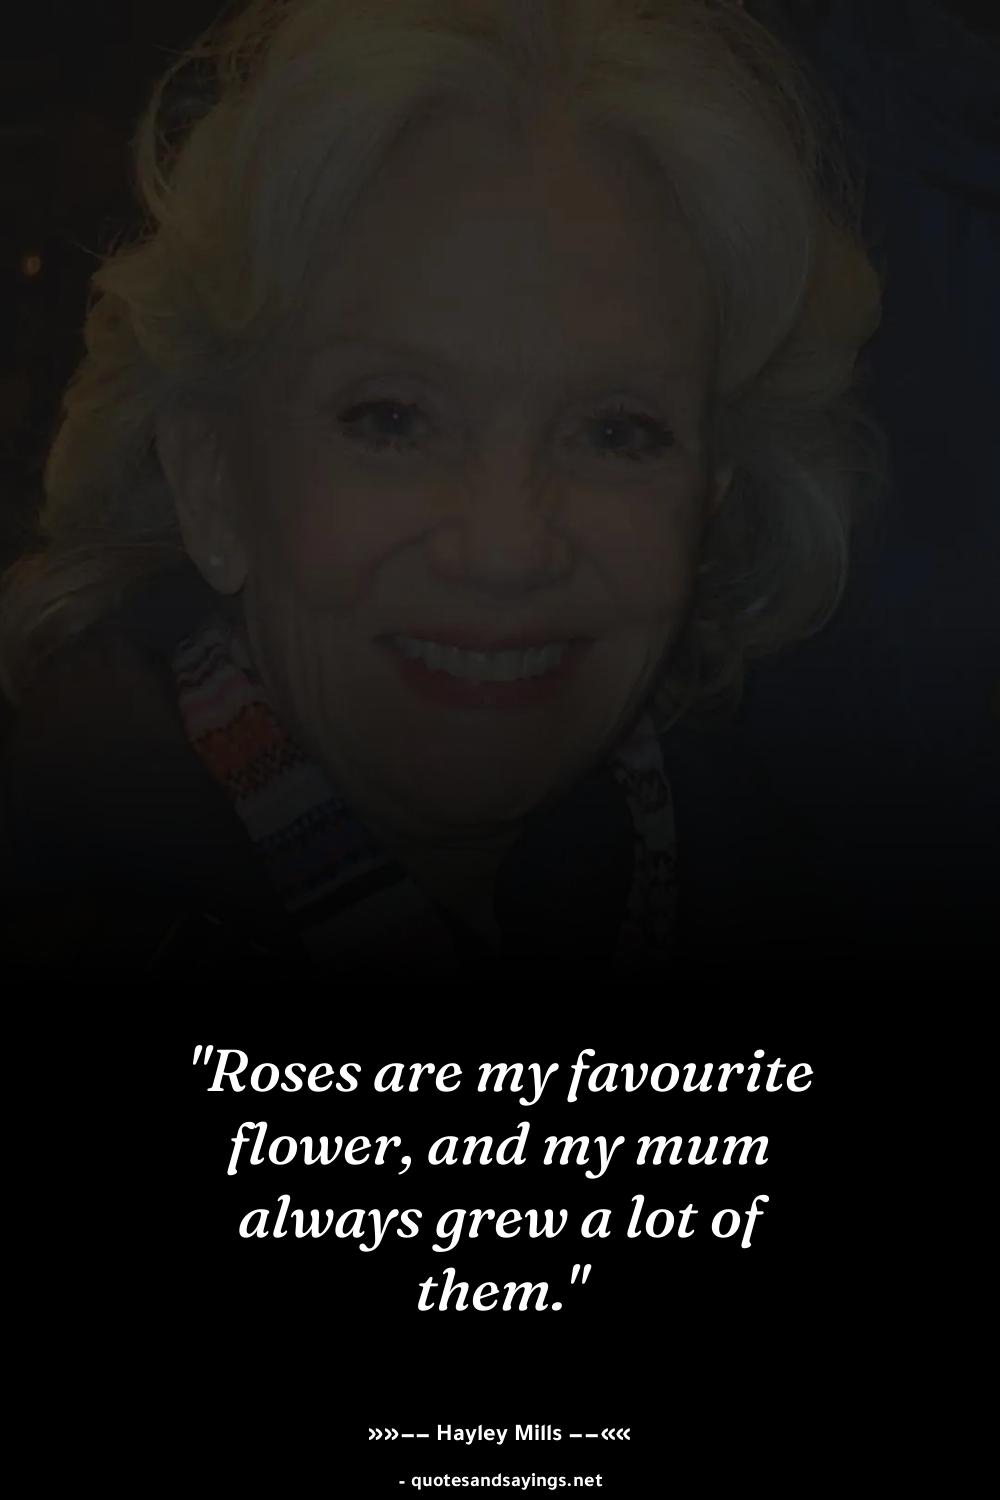 "Roses are my favourite
flower, and my mum
always grew a lot of
them."
»»−− Hayley Mills −−««
- quotesandsayings.net